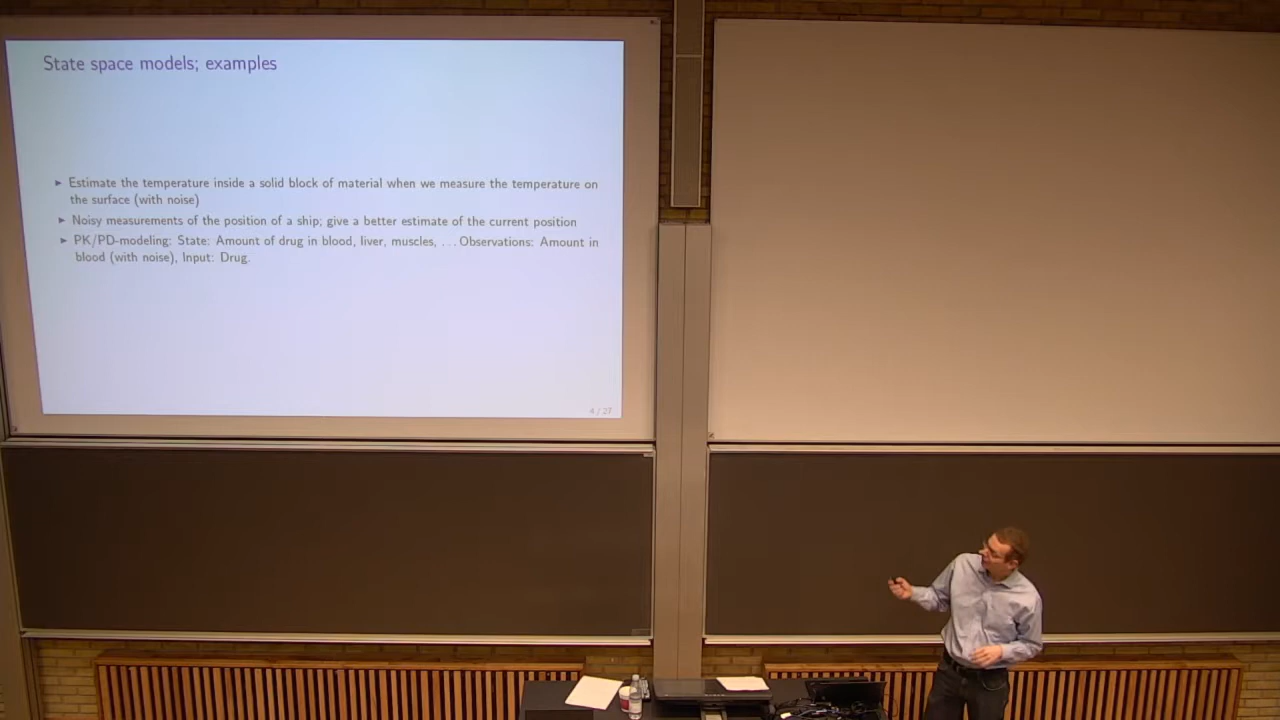 State space models; examples
▸ Estimate the temperature inside a solid block of material when we measure the temperature on
the surface (with noise)
▸ Noisy measurements of the position of a ship; give a better estimate of the current position
▸ PK/PD-modeling: State: Amount of drug in blood, liver, muscles, ... Observations: Amount in
blood (with noise), Input: Drug.
4 / 27